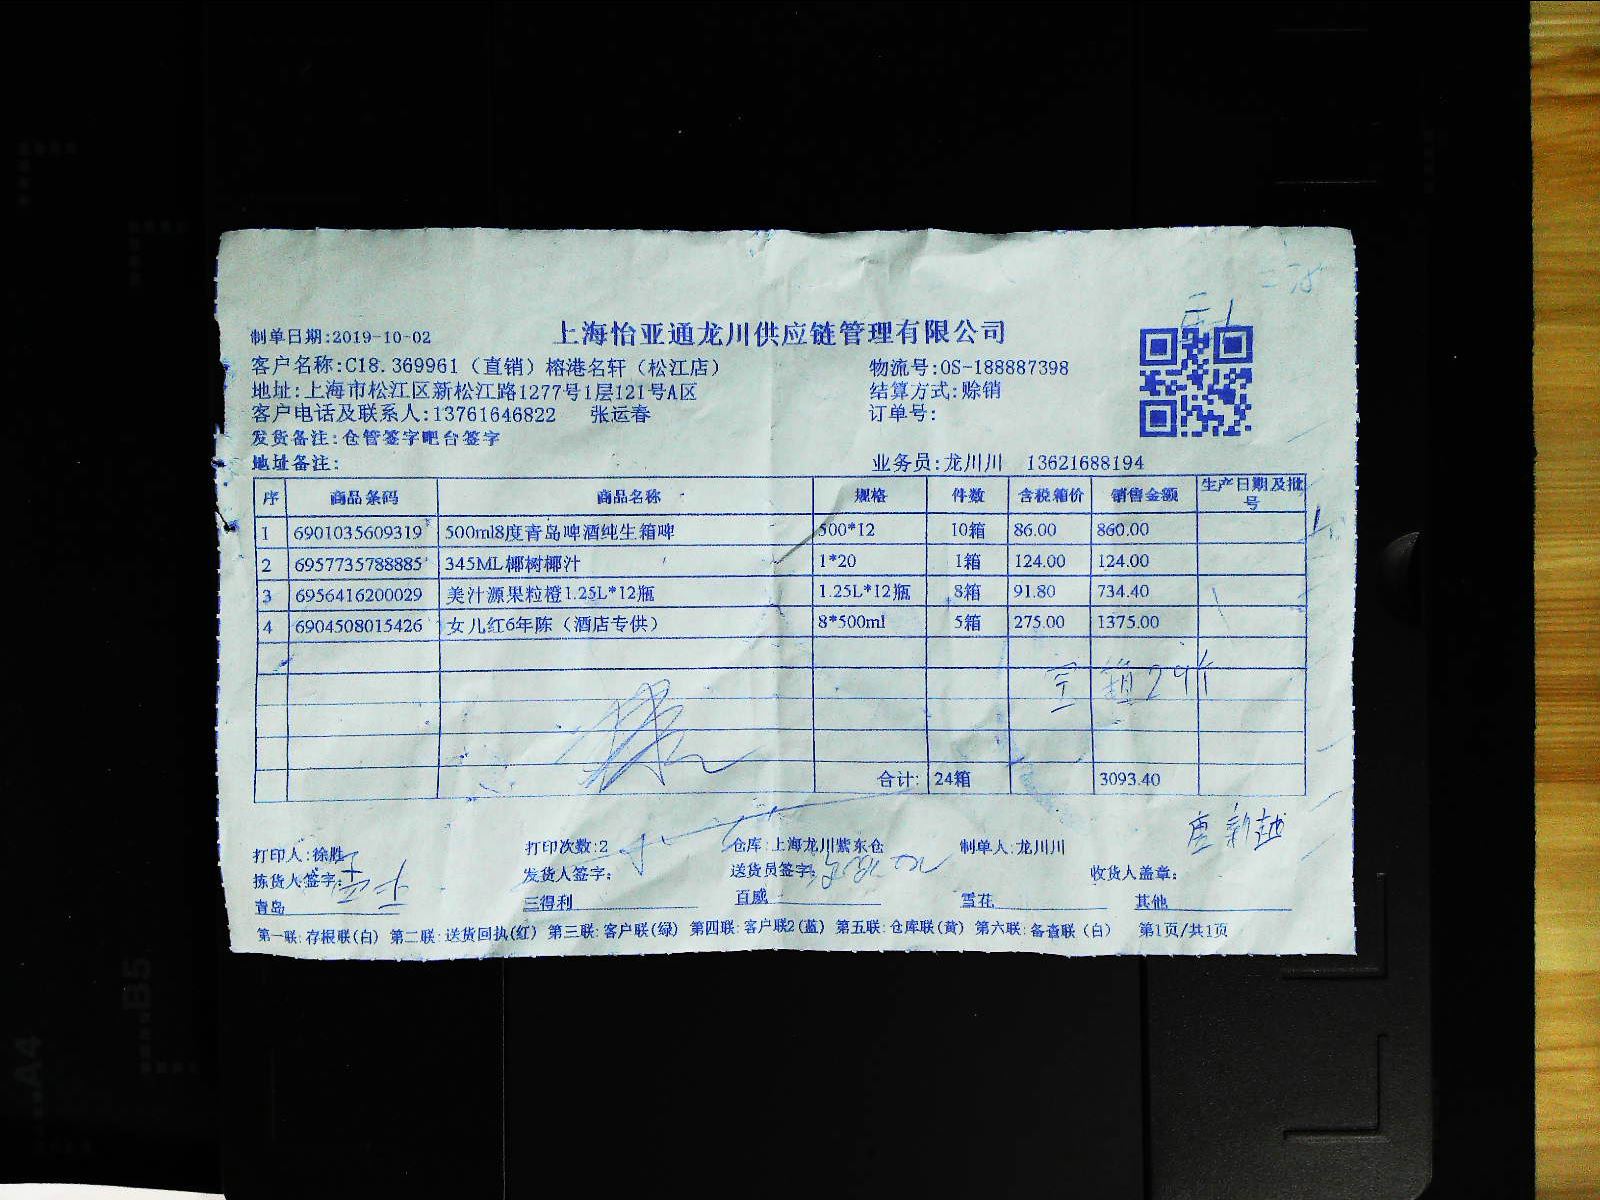 制单日期:2019-10-02 上海怡亚通龙川供应链管理有限公司
客户名称:C18.369961（直销）榕港名轩（松江店） 物流号:OS-188887398
地址:上海市松江区新松江路1277号1层121号A区 结算方式:赊销
客户电话及联系人:13761646822 张运春 订单号:
发货备注:仓管签字吧台签字
地址备注: 业务员:龙川川 13621688194
序 商品条码 商品名称 规格 件数 含税箱价 销售金额 生产日期及批号
1 6901035609319 500ml8度青岛啤酒纯生箱啤 500*12 10箱 86.00 860.00
2 6957735788885 345ML椰树椰汁 1*20 1箱 124.00 124.00
3 6956416200029 美汁源果粒橙1.25L*12瓶 1.25L*12瓶 8箱 91.80 734.40
4 6904508015426 女儿红6年陈（酒店专供） 8*500ml 5箱 275.00 1375.00
空箱29个
合计: 24箱 3093.40
唐新越
打印人:徐胜 打印次数:2 仓库:上海龙川紫东仓 制单人:龙川川
拣货人签字: 发货人签字: 送货员签字: 收货人盖章:
青岛 三得利 百威 雪花 其他
第一联:存根联(白) 第二联:送货回执(红) 第三联:客户联(绿) 第四联:客户联2(蓝) 第五联:仓库联(黄) 第六联:备查联(白) 第1页/共1页